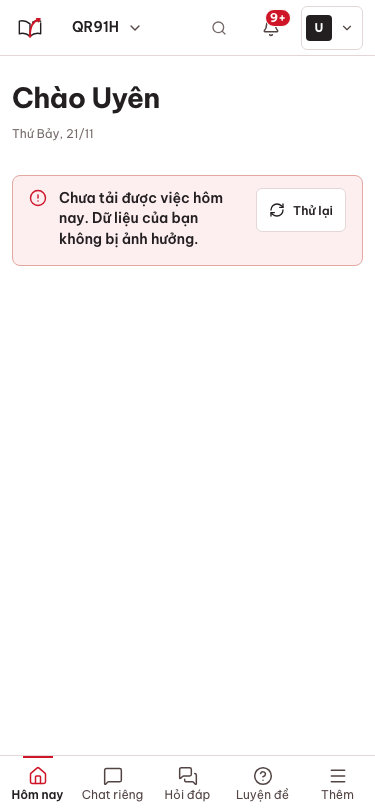 QR91H
9+
U
Chào Uyên
Thứ Bảy, 21/11
Chưa tải được việc hôm
nay. Dữ liệu của bạn
không bị ảnh hưởng.
Thử lại
Hôm nay
Chat riêng
Hỏi đáp
Luyện đề
Thêm